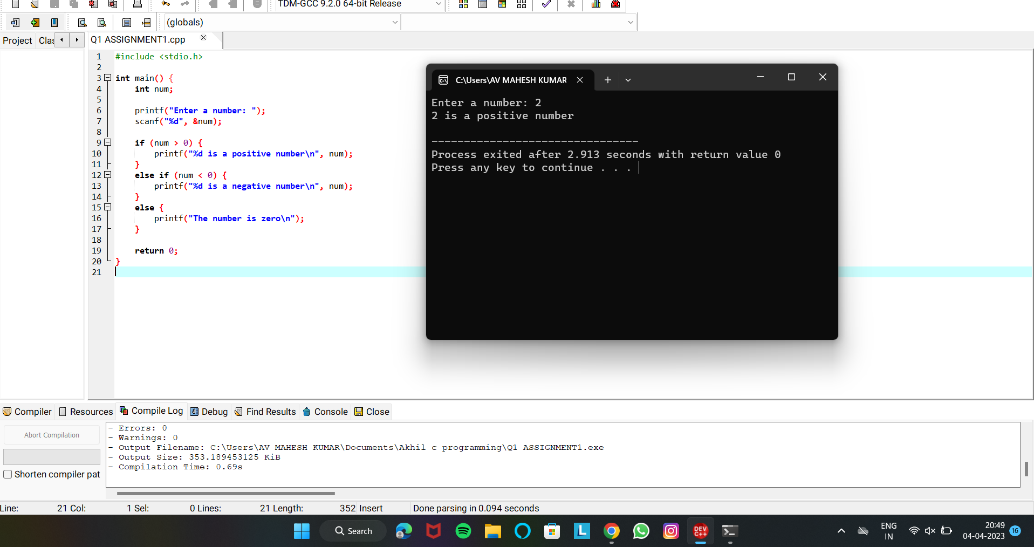 TDM-GCC 9.2.0 64-bit Release
(globals)
Project Clas
Q1 ASSIGNMENT1.cpp
1 #include <stdio.h>
2
3 int main() {
4 int num;
5
6 printf("Enter a number: ");
7 scanf("%d", &num);
8
9 if (num > 0) {
10 printf("%d is a positive number\n", num);
11 }
12 else if (num < 0) {
13 printf("%d is a negative number\n", num);
14 }
15 else {
16 printf("The number is zero\n");
17 }
18
19 return 0;
20 }
21
C:\Users\AV MAHESH KUMAR
Enter a number: 2
2 is a positive number
--------------------------------
Process exited after 2.913 seconds with return value 0
Press any key to continue . . .
Compiler Resources Compile Log Debug Find Results Console Close
Abort Compilation
Shorten compiler pat
- Errors: 0
- Warnings: 0
- Output Filename: C:\Users\AV MAHESH KUMAR\Documents\Akhil c programming\Q1 ASSIGNMENT1.exe
- Output Size: 353.189453125 KiB
- Compilation Time: 0.69s
Line: 21 Col: 1 Sel: 0 Lines: 21 Length: 352 Insert Done parsing in 0.094 seconds
Search
L
DEV
C++
ENG
IN
20:49
04-04-2023
16